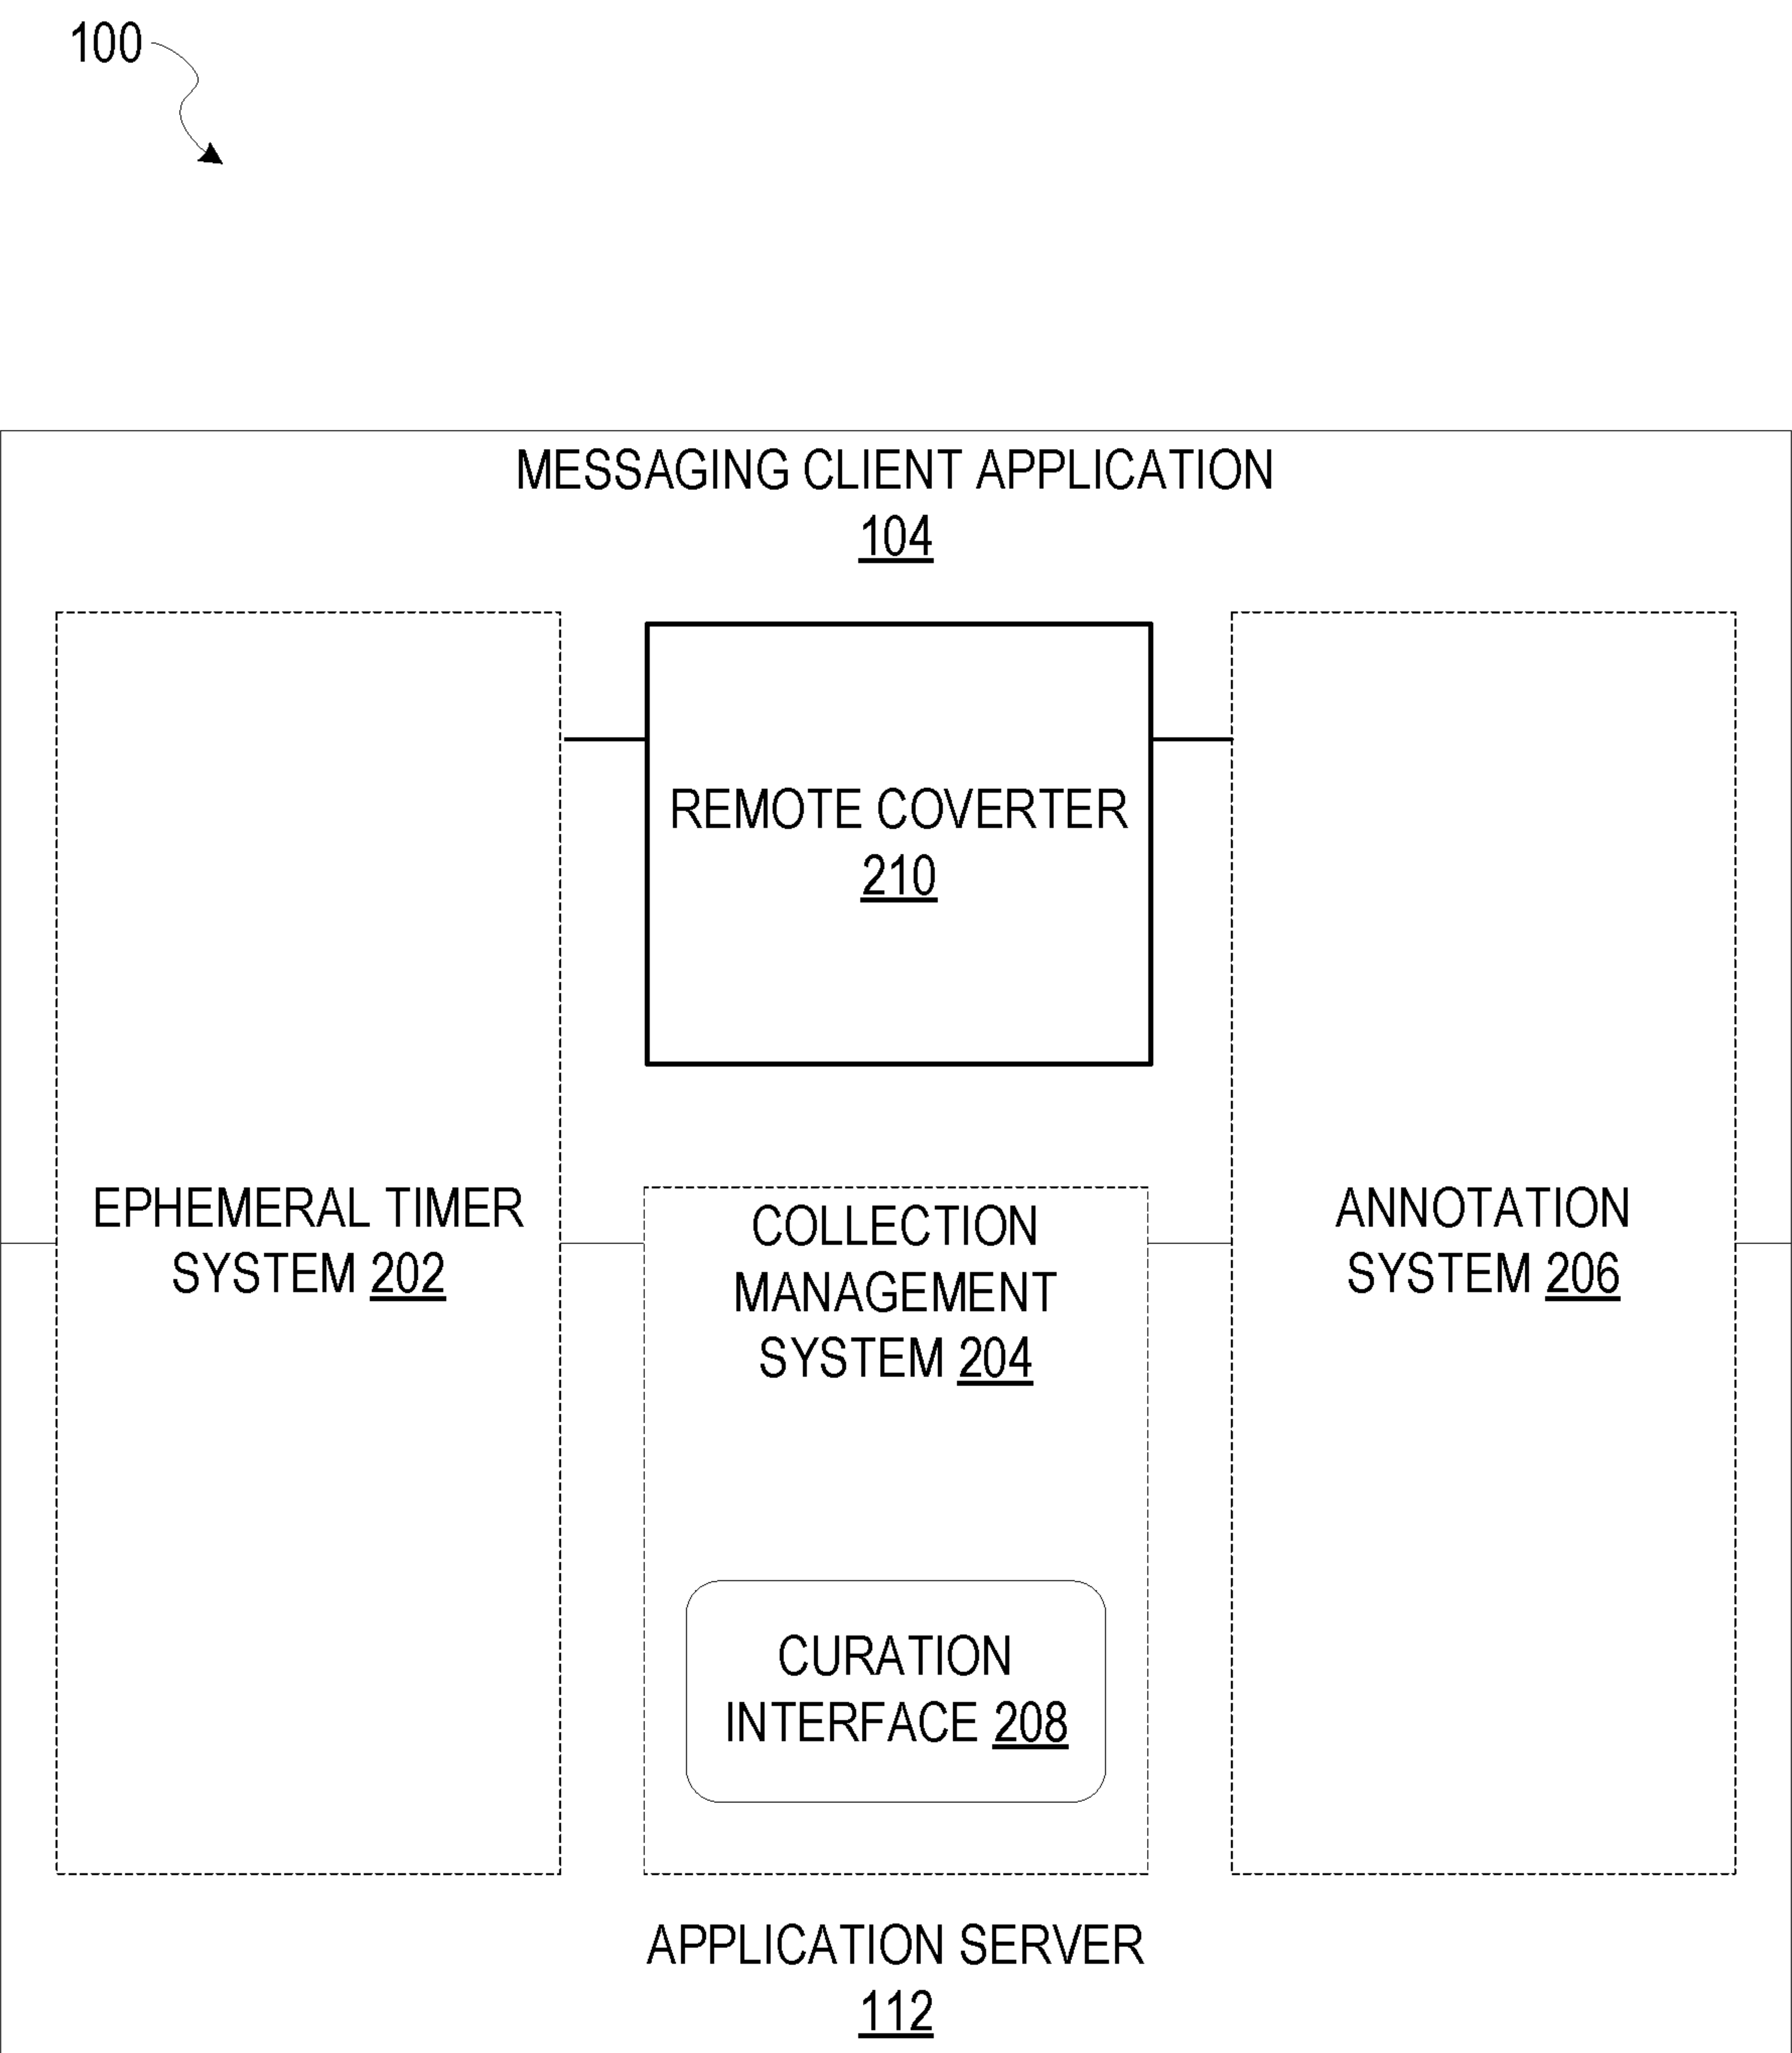 100
MESSAGING CLIENT APPLICATION
104
REMOTE COVERTER
210
EPHEMERAL TIMER
SYSTEM 202
COLLECTION
MANAGEMENT
SYSTEM 204
ANNOTATION
SYSTEM 206
CURATION
INTERFACE 208
APPLICATION SERVER
112